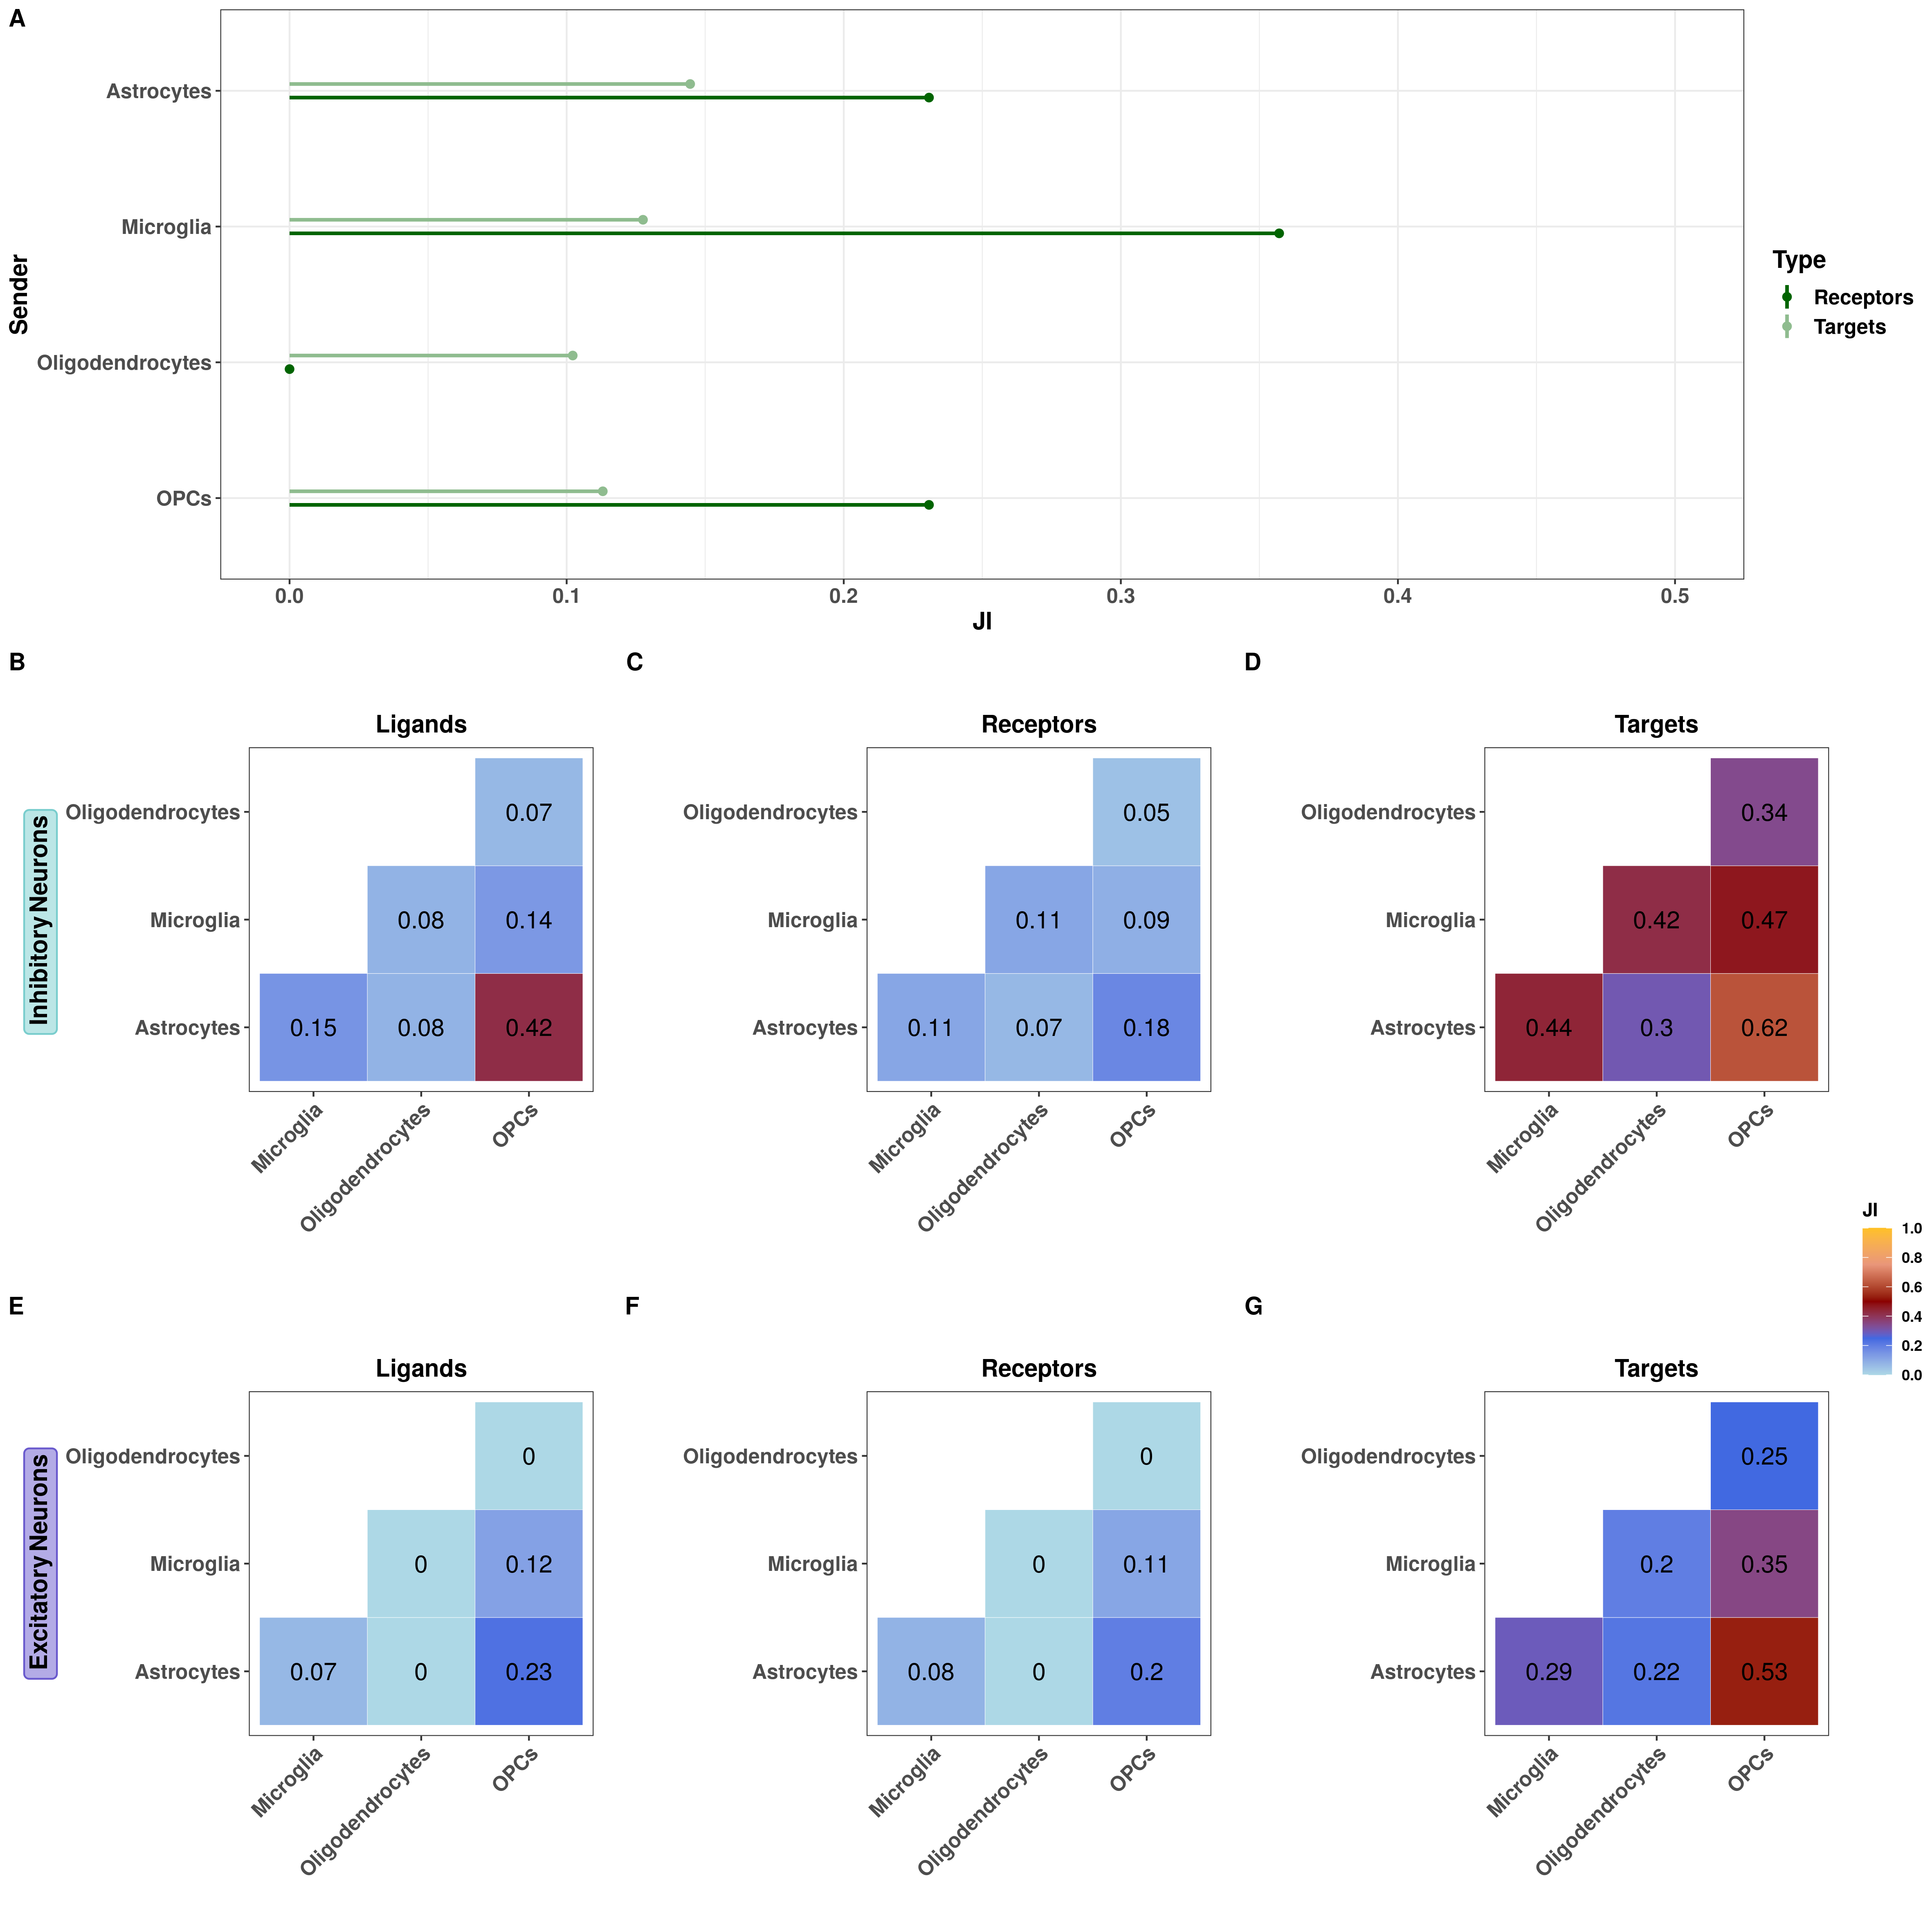 A
Astrocytes
Microglia
Oligodendrocytes
OPCs
Sender
0.0 0.1 0.2 0.3 0.4 0.5
JI
Type
Receptors
Targets
B
Inhibitory Neurons
Ligands
Oligodendrocytes 0.07
Microglia 0.08 0.14
Astrocytes 0.15 0.08 0.42
Microglia Oligodendrocytes OPCs
C
Receptors
Oligodendrocytes 0.05
Microglia 0.11 0.09
Astrocytes 0.11 0.07 0.18
Microglia Oligodendrocytes OPCs
D
Targets
Oligodendrocytes 0.34
Microglia 0.42 0.47
Astrocytes 0.44 0.3 0.62
Microglia Oligodendrocytes OPCs
JI
1.0
0.8
0.6
0.4
0.2
0.0
E
Excitatory Neurons
Ligands
Oligodendrocytes 0
Microglia 0 0.12
Astrocytes 0.07 0 0.23
Microglia Oligodendrocytes OPCs
F
Receptors
Oligodendrocytes 0
Microglia 0 0.11
Astrocytes 0.08 0 0.2
Microglia Oligodendrocytes OPCs
G
Targets
Oligodendrocytes 0.25
Microglia 0.2 0.35
Astrocytes 0.29 0.22 0.53
Microglia Oligodendrocytes OPCs